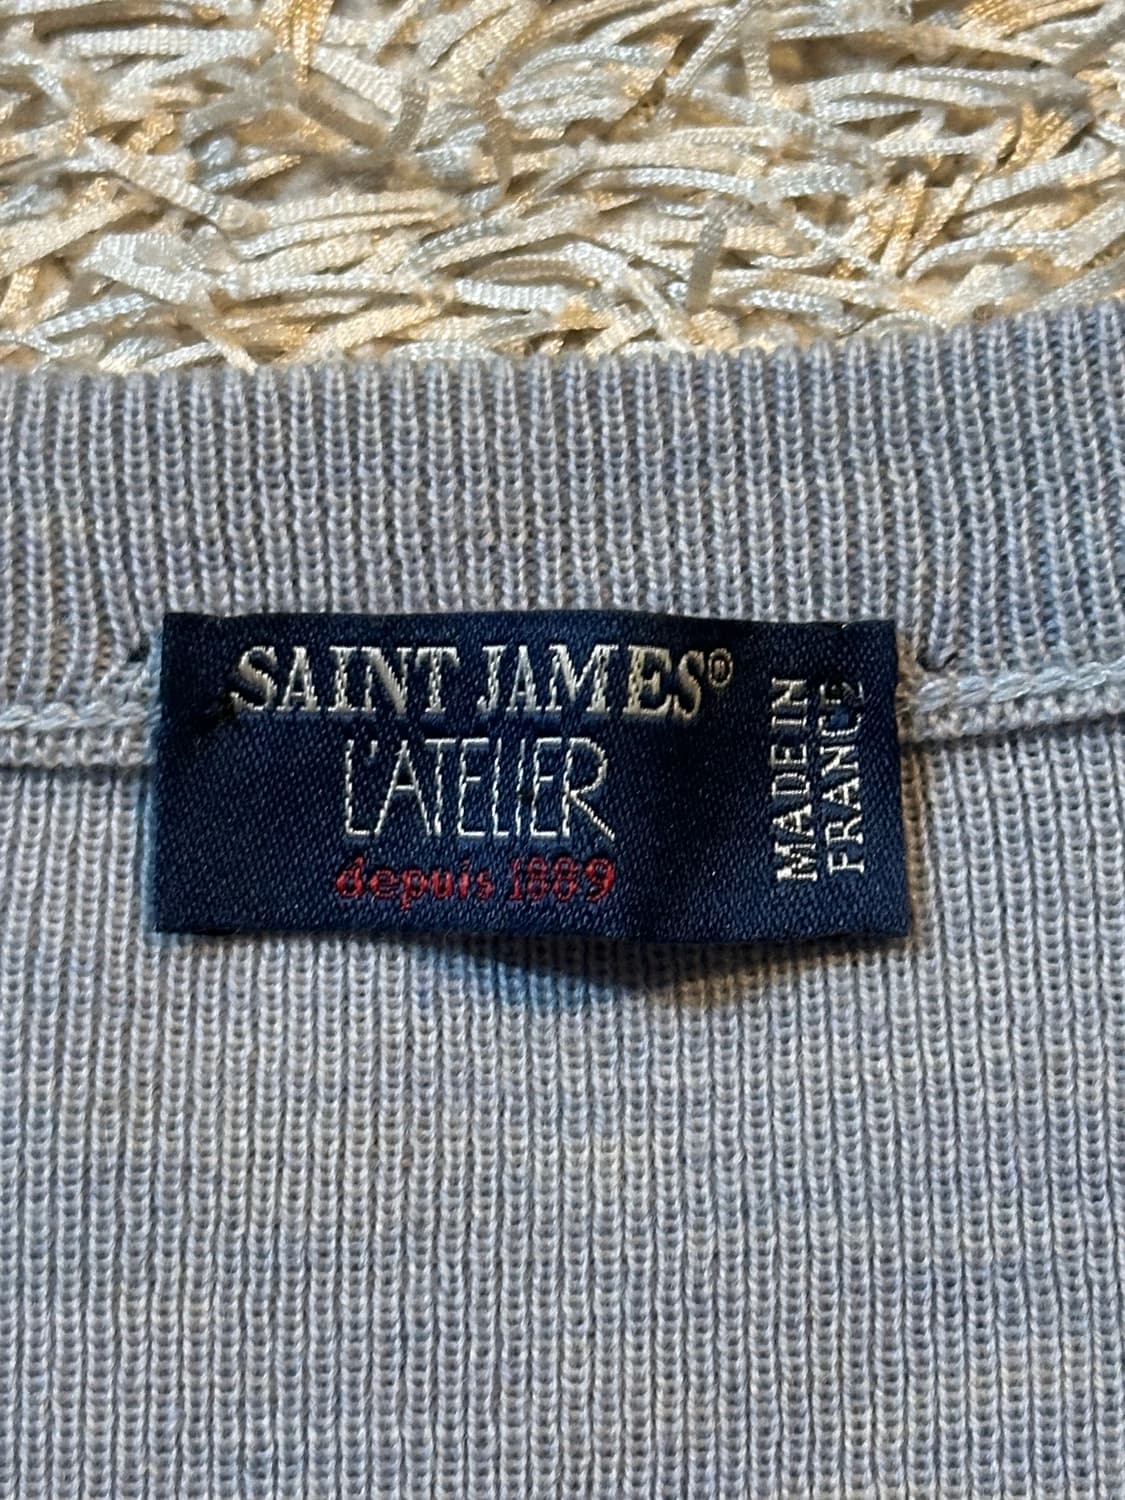 SAINT JAMES®
L'ATELIER
depuis 1889
MADE IN
FRANCE